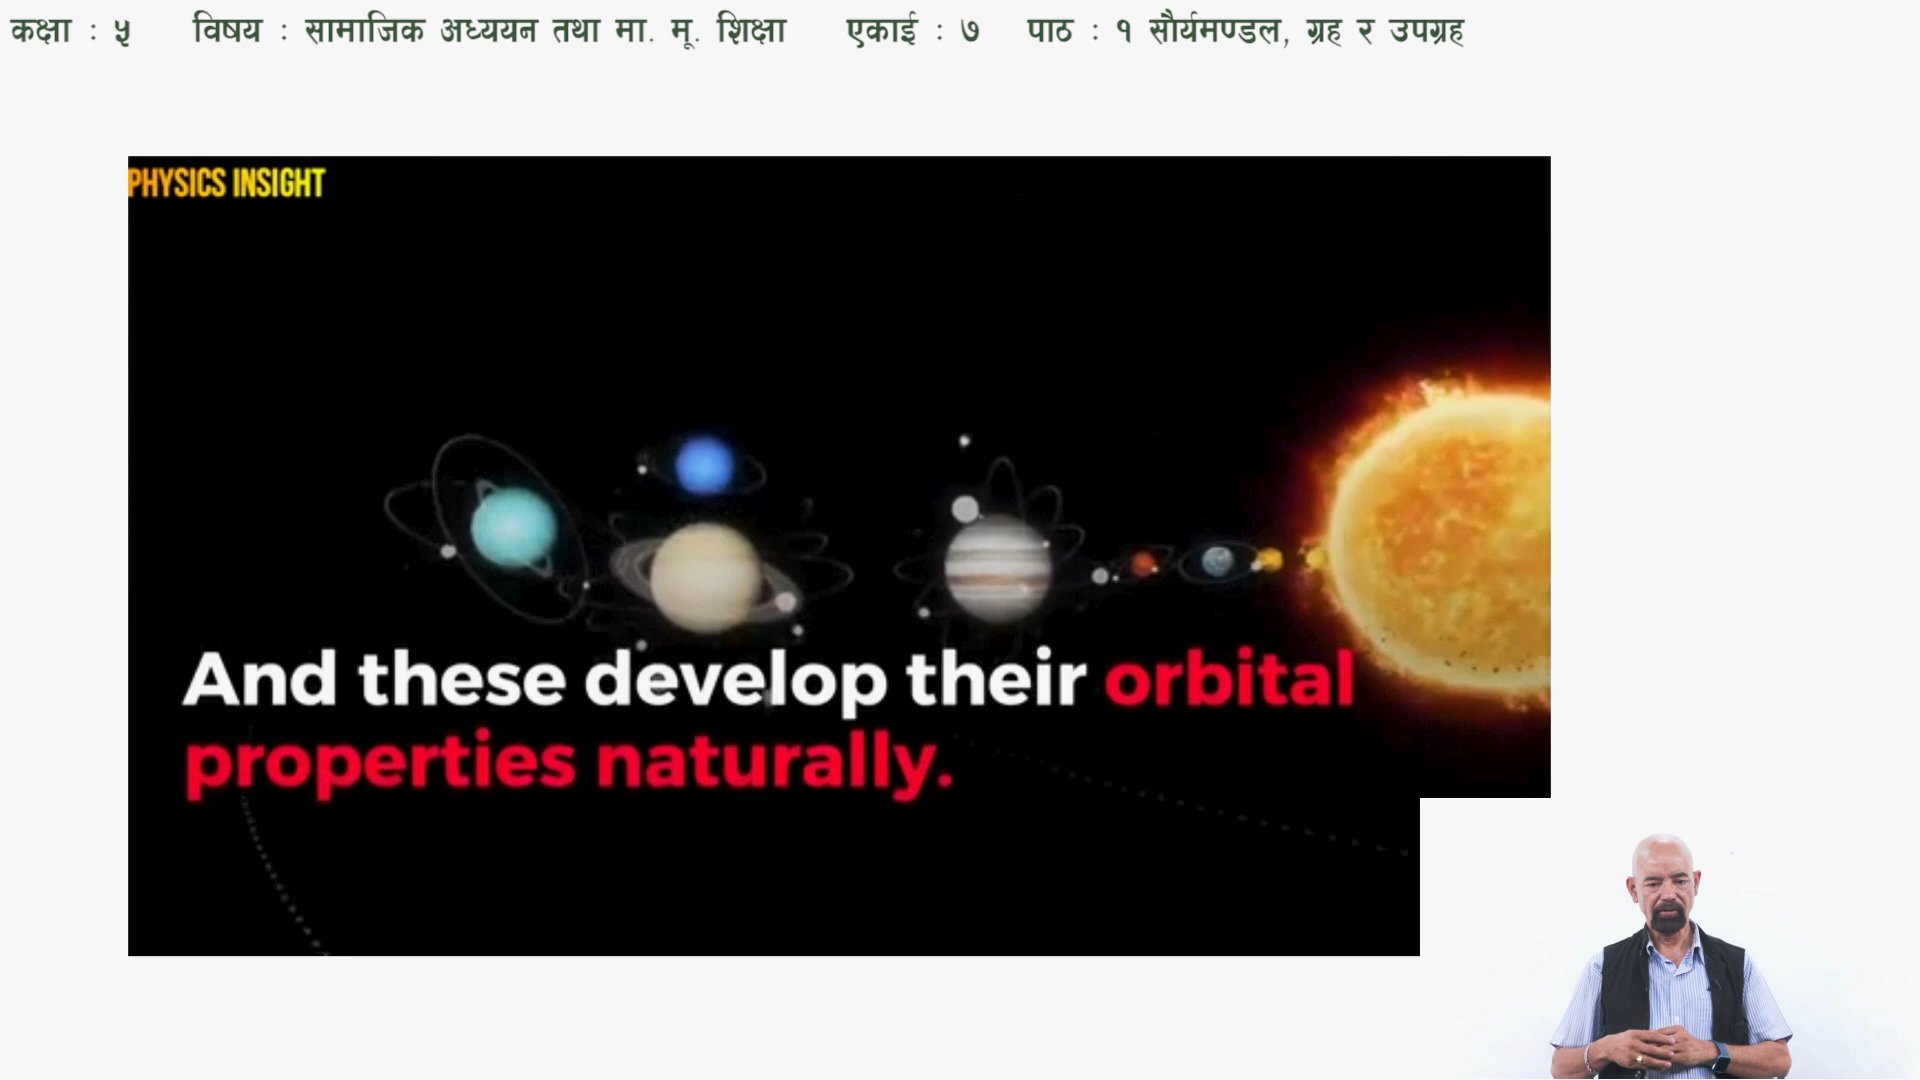 कक्षा : ५ विषय : सामाजिक अध्ययन तथा मा. मू. शिक्षा एकाई : ७ पाठ : १ सौर्यमण्डल, ग्रह र उपग्रह
PHYSICS INSIGHT
And these develop their orbital
properties naturally.